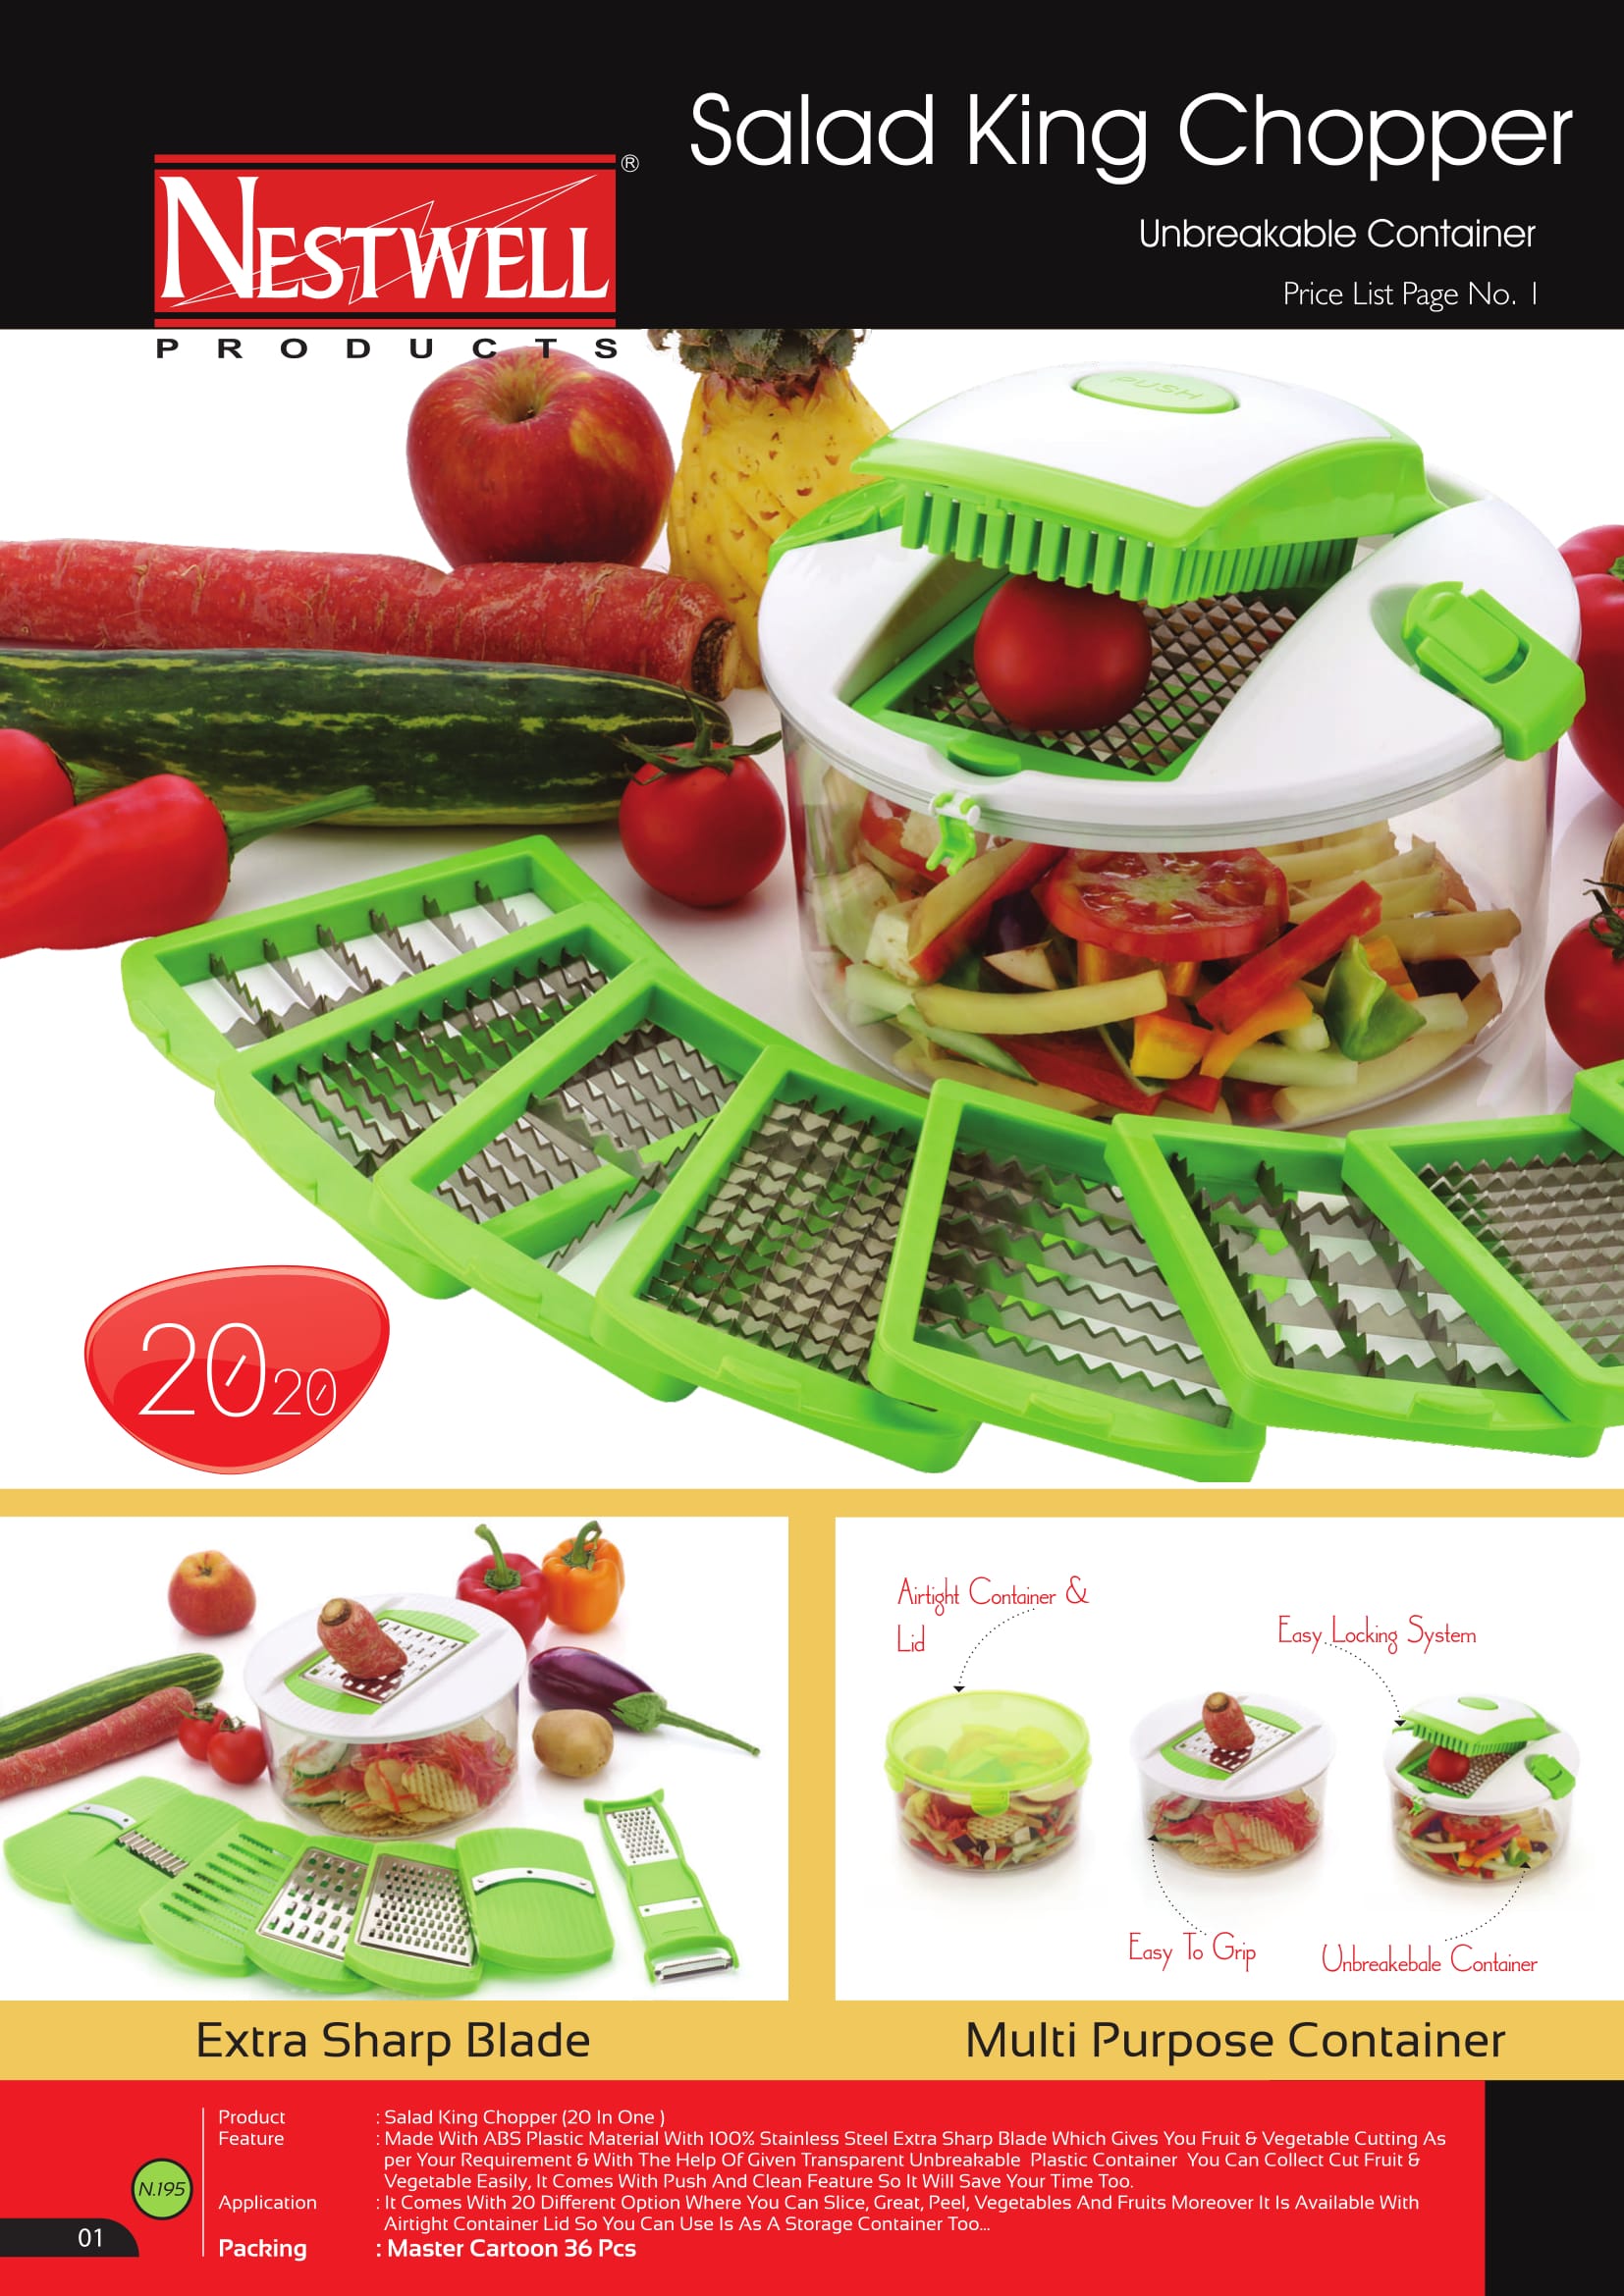 Salad King Chopper
Unbreakable Container
Price List Page No. 1
NESTWELL ®
PRODUCTS
PUSH
2020
Airtight Container &
Lid
Easy Locking System
Easy To Grip
Unbreakebale Container
Extra Sharp Blade
Multi Purpose Container
Product : Salad King Chopper (20 In One )
Feature : Made With ABS Plastic Material With 100% Stainless Steel Extra Sharp Blade Which Gives You Fruit & Vegetable Cutting As
per Your Requirement & With The Help Of Given Transparent Unbreakable Plastic Container You Can Collect Cut Fruit &
Vegetable Easily, It Comes With Push And Clean Feature So It Will Save Your Time Too.
N.195
Application : It Comes With 20 Different Option Where You Can Slice, Great, Peel, Vegetables And Fruits Moreover It Is Available With
Airtight Container Lid So You Can Use Is As A Storage Container Too...
Packing : Master Cartoon 36 Pcs
01